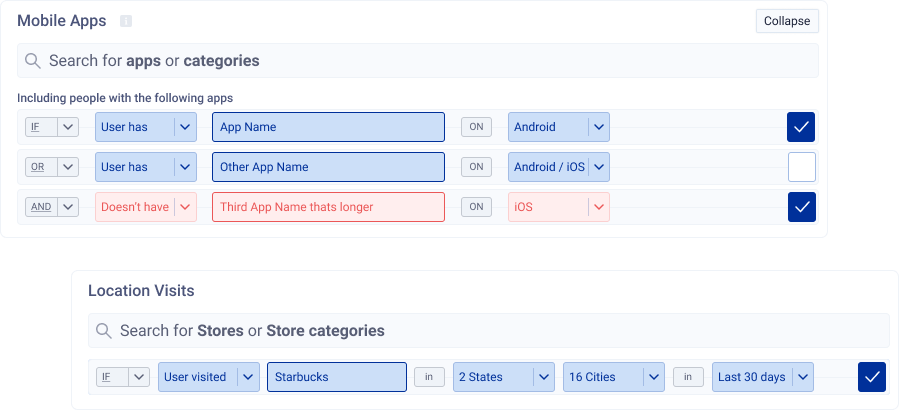 Mobile Apps i Collapse
Search for apps or categories
Including people with the following apps
IF User has App Name ON Android
OR User has Other App Name ON Android / iOS
AND Doesn't have Third App Name thats longer ON iOS
Location Visits
Search for Stores or Store categories
IF User visited Starbucks in 2 States 16 Cities in Last 30 days